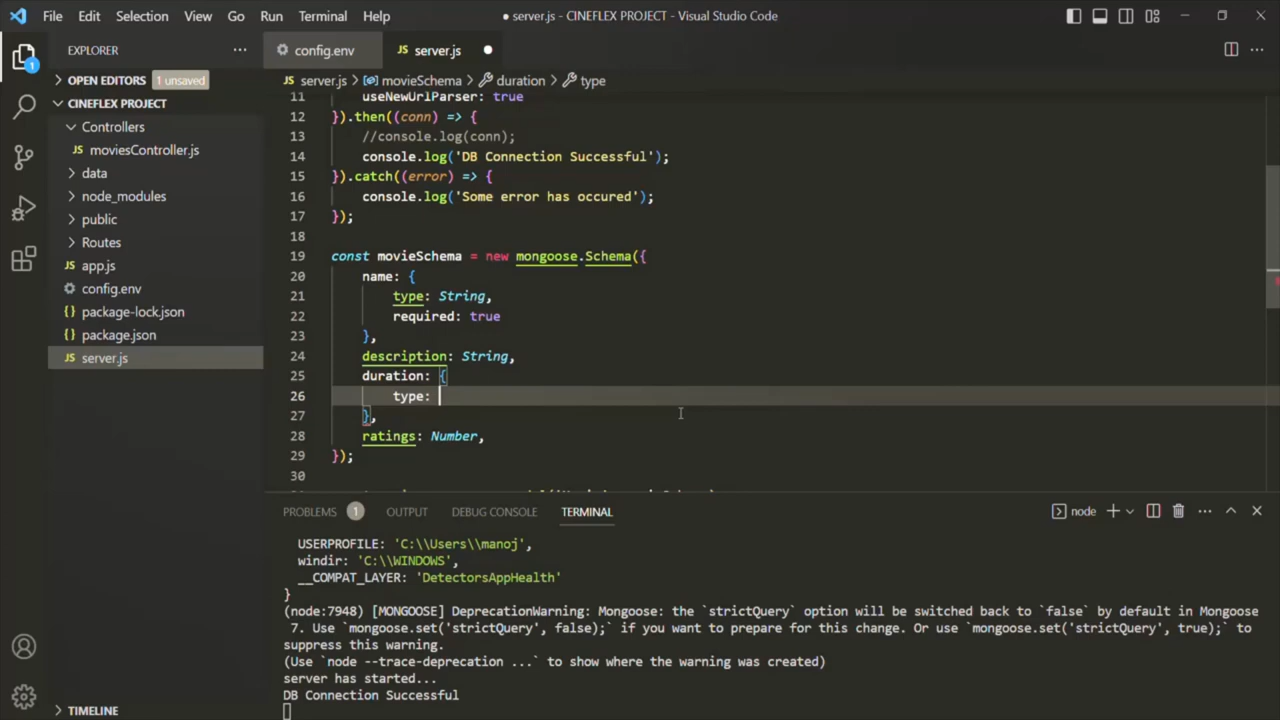 File Edit Selection View Go Run Terminal Help
● server.js - CINEFLEX PROJECT - Visual Studio Code
EXPLORER
config.env
JS server.js
1
OPEN EDITORS 1 unsaved
CINEFLEX PROJECT
Controllers
JS moviesController.js
data
node_modules
public
Routes
JS app.js
config.env
{} package-lock.json
{} package.json
JS server.js
TIMELINE
JS server.js > movieSchema > duration > type
11 useNewUrlParser: true
12 }).then((conn) => {
13 //console.log(conn);
14 console.log('DB Connection Successful');
15 }).catch((error) => {
16 console.log('Some error has occured');
17 });
18
19 const movieSchema = new mongoose.Schema({
20 name: {
21 type: String,
22 required: true
23 },
24 description: String,
25 duration: {
26 type:
27 },
28 ratings: Number,
29 });
30
PROBLEMS 1 OUTPUT DEBUG CONSOLE TERMINAL
node
USERPROFILE: 'C:\\Users\\manoj',
windir: 'C:\\WINDOWS',
__COMPAT_LAYER: 'DetectorsAppHealth'
}
(node:7948) [MONGOOSE] DeprecationWarning: Mongoose: the `strictQuery` option will be switched back to `false` by default in Mongoose
7. Use `mongoose.set('strictQuery', false);` if you want to prepare for this change. Or use `mongoose.set('strictQuery', true);` to
suppress this warning.
(Use `node --trace-deprecation ...` to show where the warning was created)
server has started...
DB Connection Successful